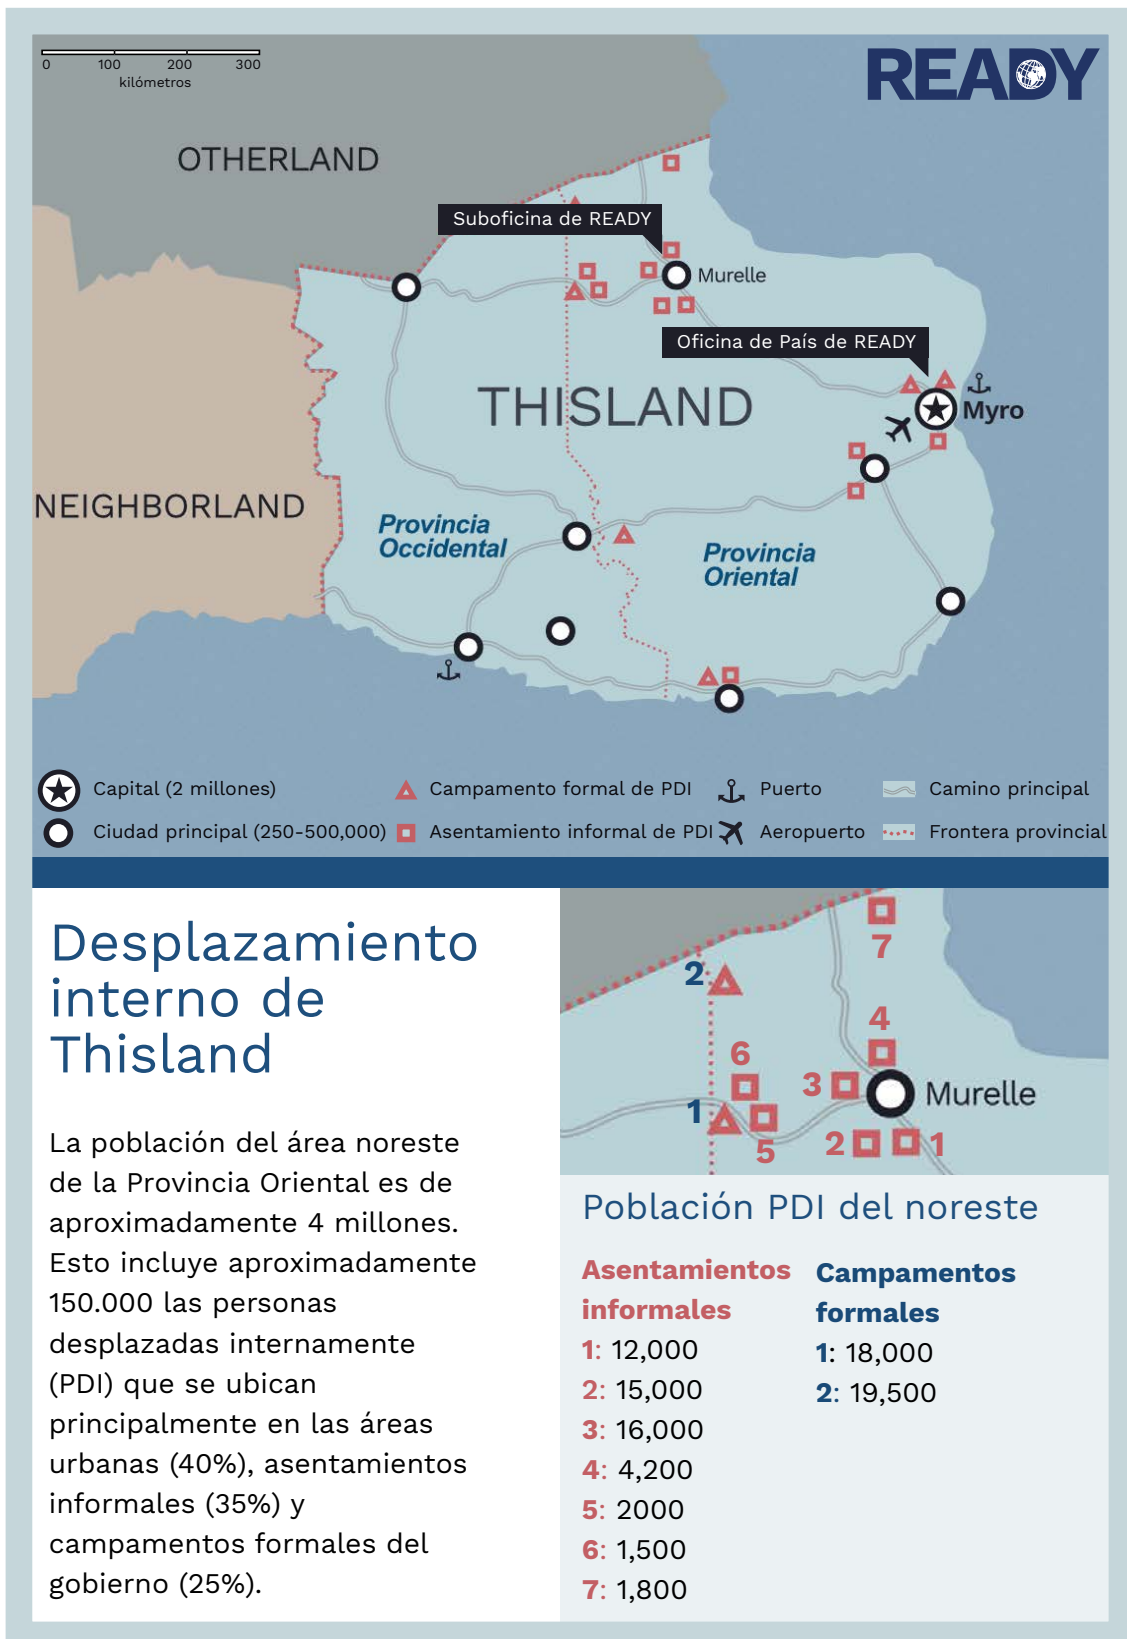 0 100 200 300
kilómetros
READY
OTHERLAND
Suboficina de READY
Murelle
Oficina de País de READY
THISLAND
Myro
NEIGHBORLAND
Provincia
Occidental
Provincia
Oriental
Capital (2 millones)
Campamento formal de PDI
Puerto
Camino principal
Ciudad principal (250-500,000)
Asentamiento informal de PDI
Aeropuerto
Frontera provincial
Desplazamiento
interno de
Thisland
La población del área noreste
de la Provincia Oriental es de
aproximadamente 4 millones.
Esto incluye aproximadamente
150.000 las personas
desplazadas internamente
(PDI) que se ubican
principalmente en las áreas
urbanas (40%), asentamientos
informales (35%) y
campamentos formales del
gobierno (25%).
7
2
4
6
3
Murelle
1
5
2
1
Población PDI del noreste
Asentamientos
informales
1: 12,000
2: 15,000
3: 16,000
4: 4,200
5: 2000
6: 1,500
7: 1,800
Campamentos
formales
1: 18,000
2: 19,500